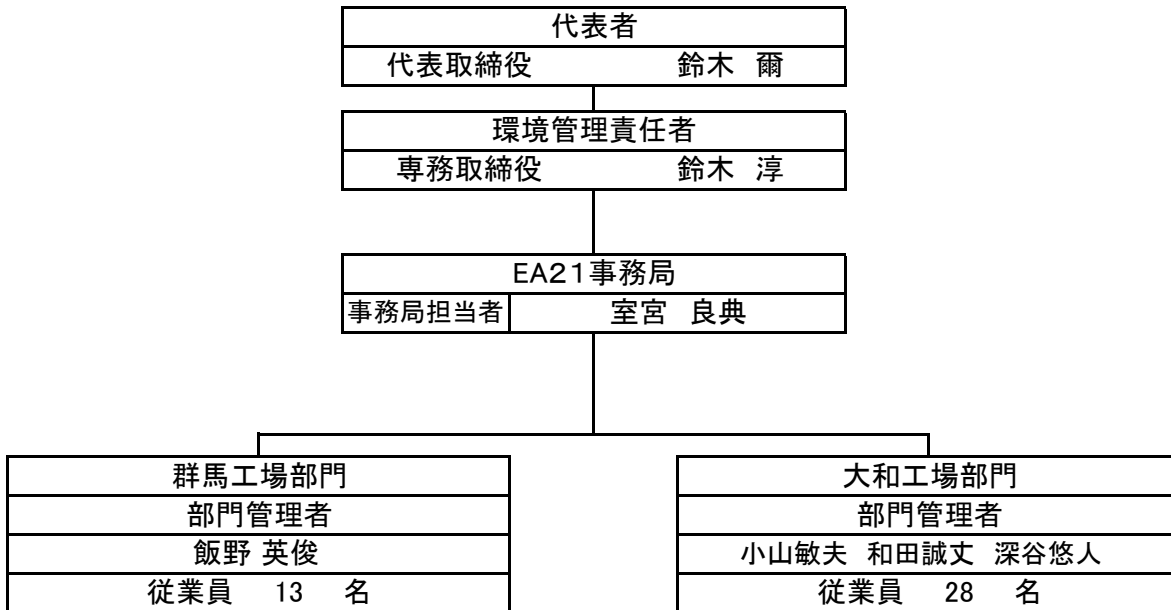 代表者
代表取締役 鈴木 爾
環境管理責任者
専務取締役 鈴木 淳
EA21事務局
事務局担当者 室宮 良典
群馬工場部門
部門管理者
飯野 英俊
従業員 13 名
大和工場部門
部門管理者
小山敏夫 和田誠丈 深谷悠人
従業員 28 名